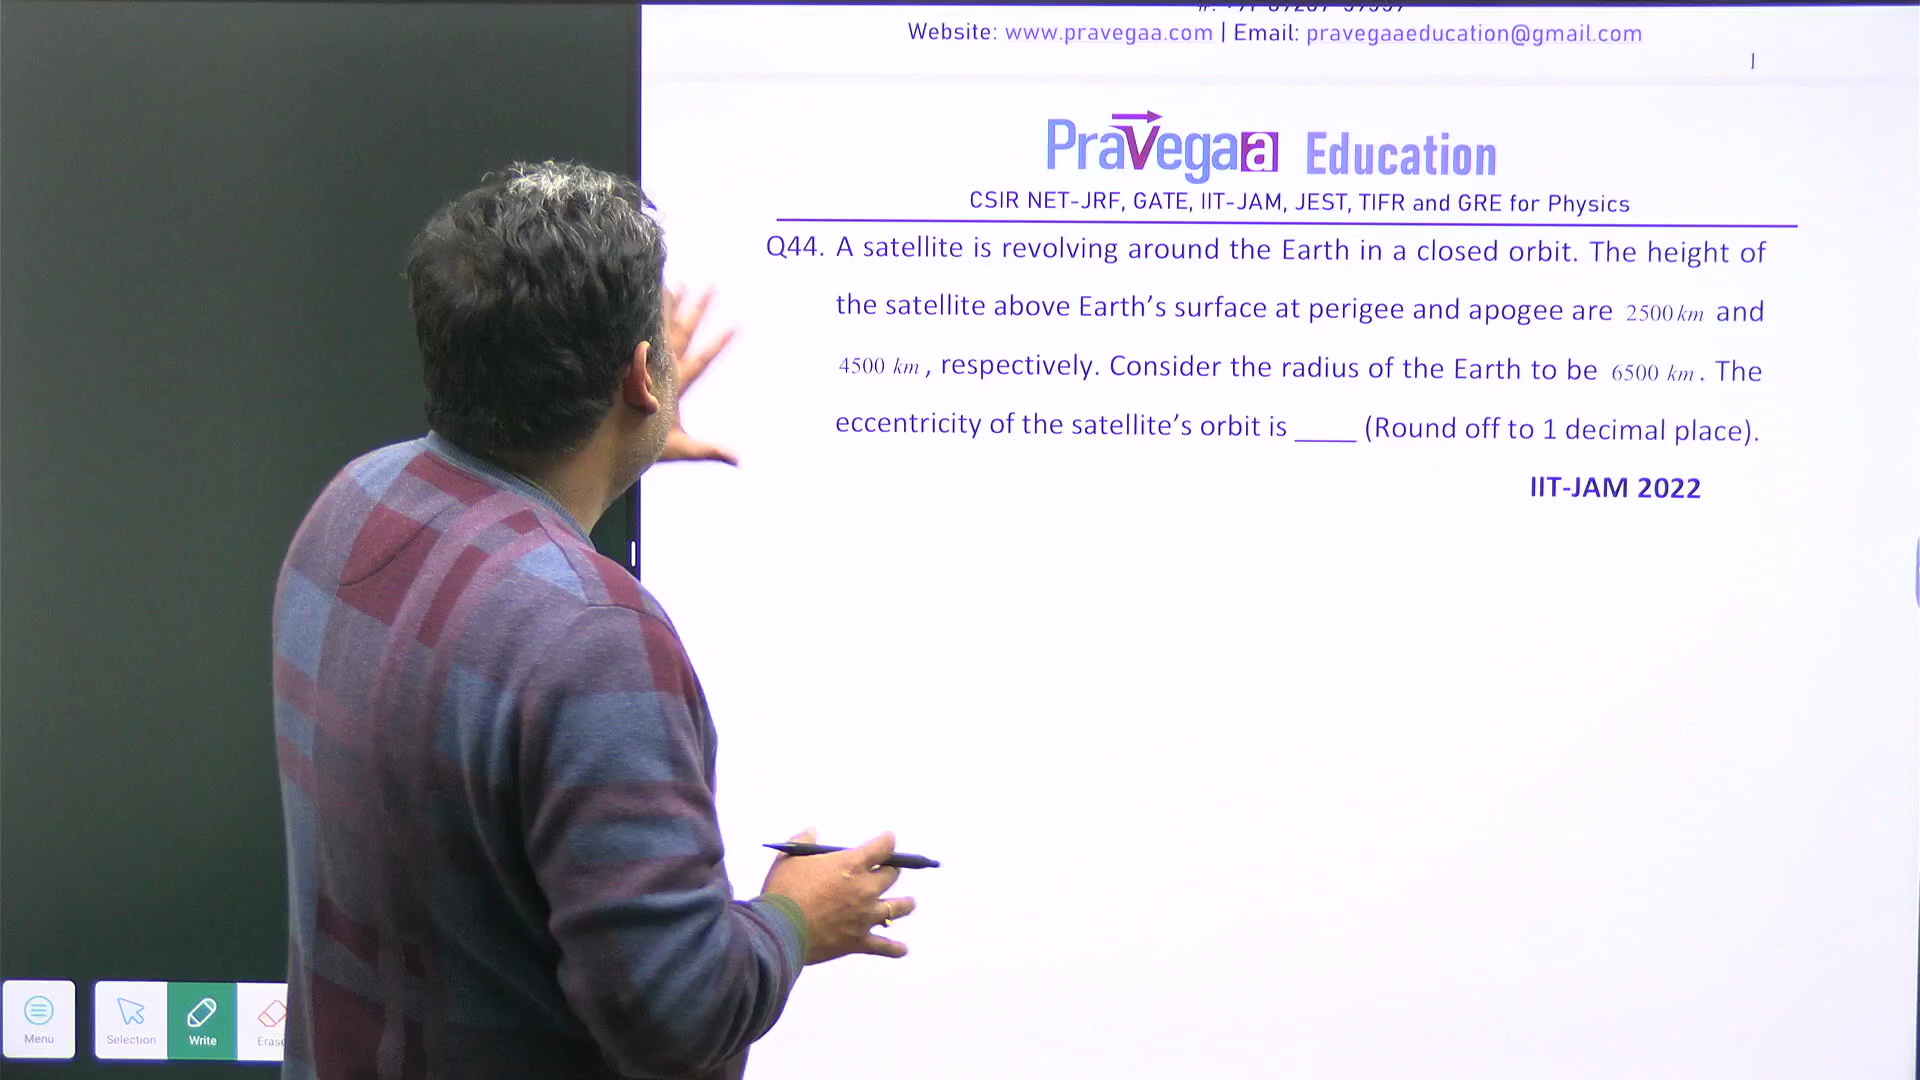 Website: www.pravegaa.com | Email: pravegaaeducation@gmail.com
Pravegaa Education
CSIR NET-JRF, GATE, IIT-JAM, JEST, TIFR and GRE for Physics
Q44. A satellite is revolving around the Earth in a closed orbit. The height of
the satellite above Earth's surface at perigee and apogee are 2500 km and
4500 km, respectively. Consider the radius of the Earth to be 6500 km. The
eccentricity of the satellite's orbit is ____ (Round off to 1 decimal place).
IIT-JAM 2022
Menu
Selection
Write